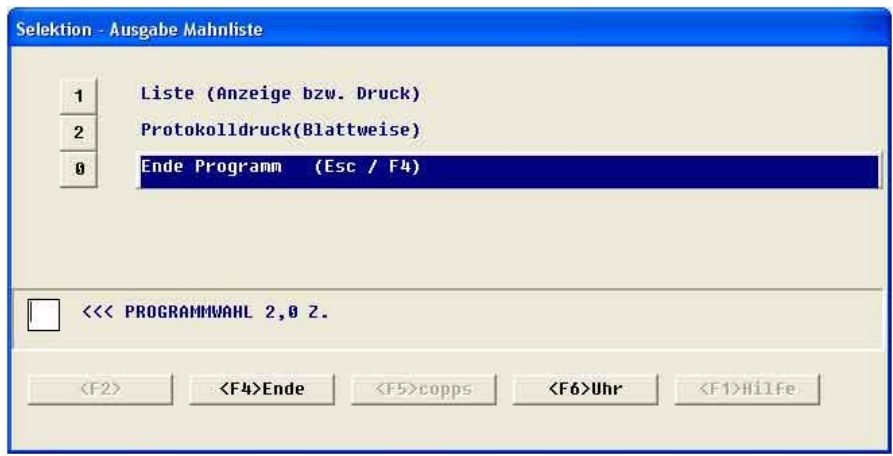 Selektion - Ausgabe Mahnliste
1 Liste (Anzeige bzw. Druck)
2 Protokolldruck(Blattweise)
0 Ende Programm (Esc / F4)
<<< PROGRAMMWAHL 2,0 Z.
<F2> <F4>Ende <F5>copps <F6>Uhr <F1>Hilfe